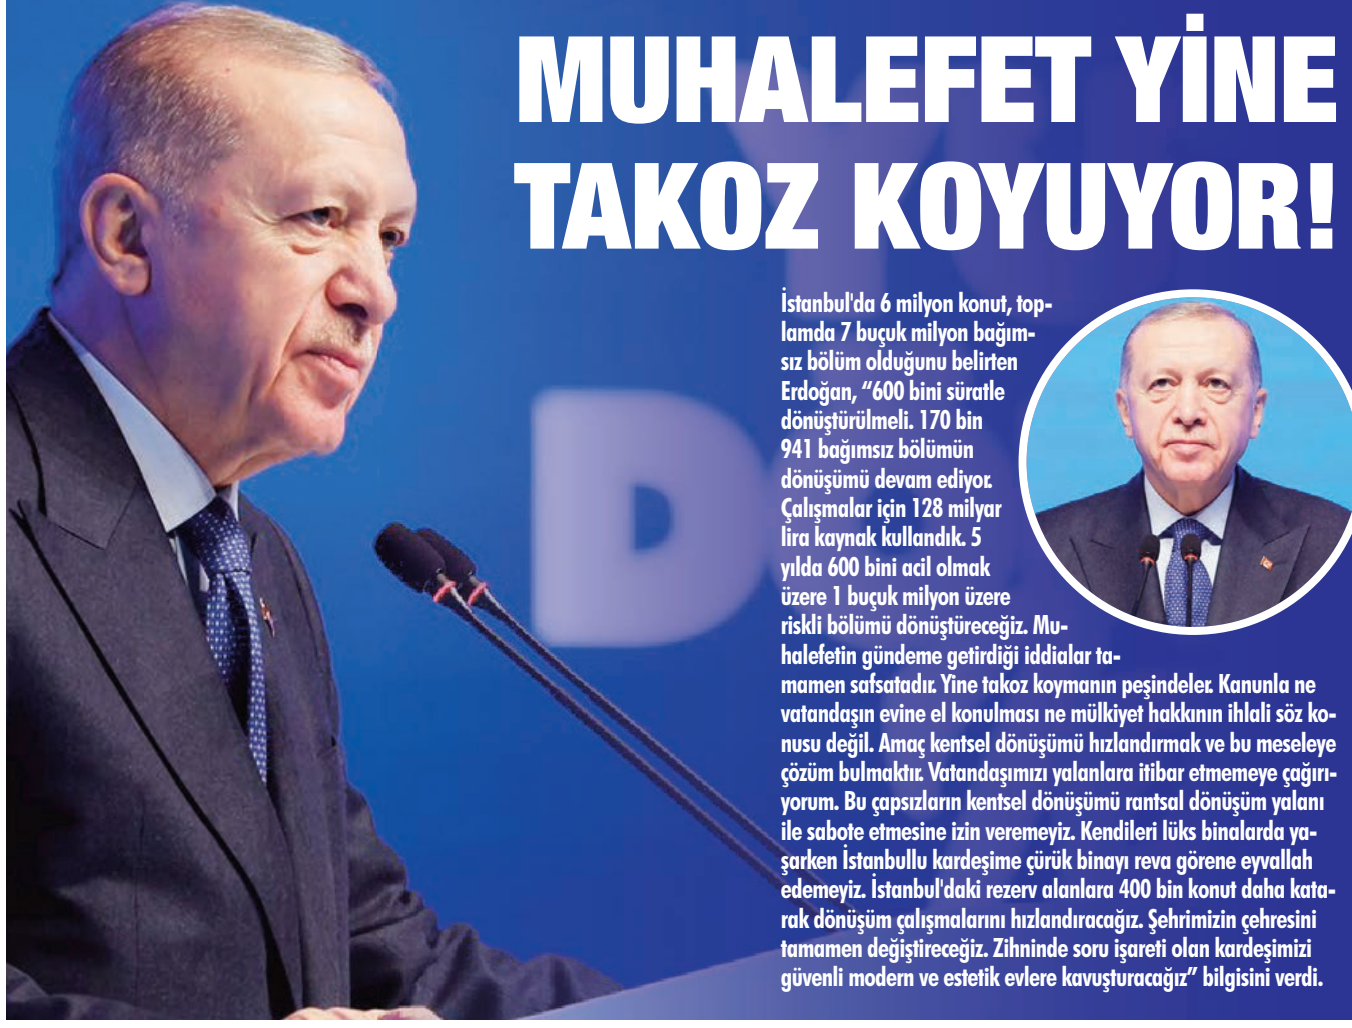 MUHALEFET YİNE
TAKOZ KOYUYOR!
İstanbul'da 6 milyon konut, top-
lamda 7 buçuk milyon bağım-
sız bölüm olduğunu belirten
Erdoğan, “600 bini süratle
dönüştürülmeli. 170 bin
941 bağımsız bölümün
dönüşümü devam ediyor.
Çalışmalar için 128 milyar
lira kaynak kullandık. 5
yılda 600 bini acil olmak
üzere 1 buçuk milyon üzere
riskli bölümü dönüştüreceğiz. Mu-
halefetin gündeme getirdiği iddialar ta-
mamen safsatadır. Yine takoz koymanın peşindeler. Kanunla ne
vatandaşın evine el konulması ne mülkiyet hakkının ihlali söz ko-
nusu değil. Amaç kentsel dönüşümü hızlandırmak ve bu meseleye
çözüm bulmaktır. Vatandaşımızı yalanlara itibar etmemeye çağırı-
yorum. Bu çapsızların kentsel dönüşümü rantsal dönüşüm yalanı
ile sabote etmesine izin veremeyiz. Kendileri lüks binalarda ya-
şarken İstanbullu kardeşime çürük binayı reva görene eyvallah
edemeyiz. İstanbul'daki rezerv alanlara 400 bin konut daha kata-
rak dönüşüm çalışmalarını hızlandıracağız. Şehrimizin çehresini
tamamen değiştireceğiz. Zihninde soru işareti olan kardeşimizi
güvenli modern ve estetik evlere kavuşturacağız” bilgisini verdi.